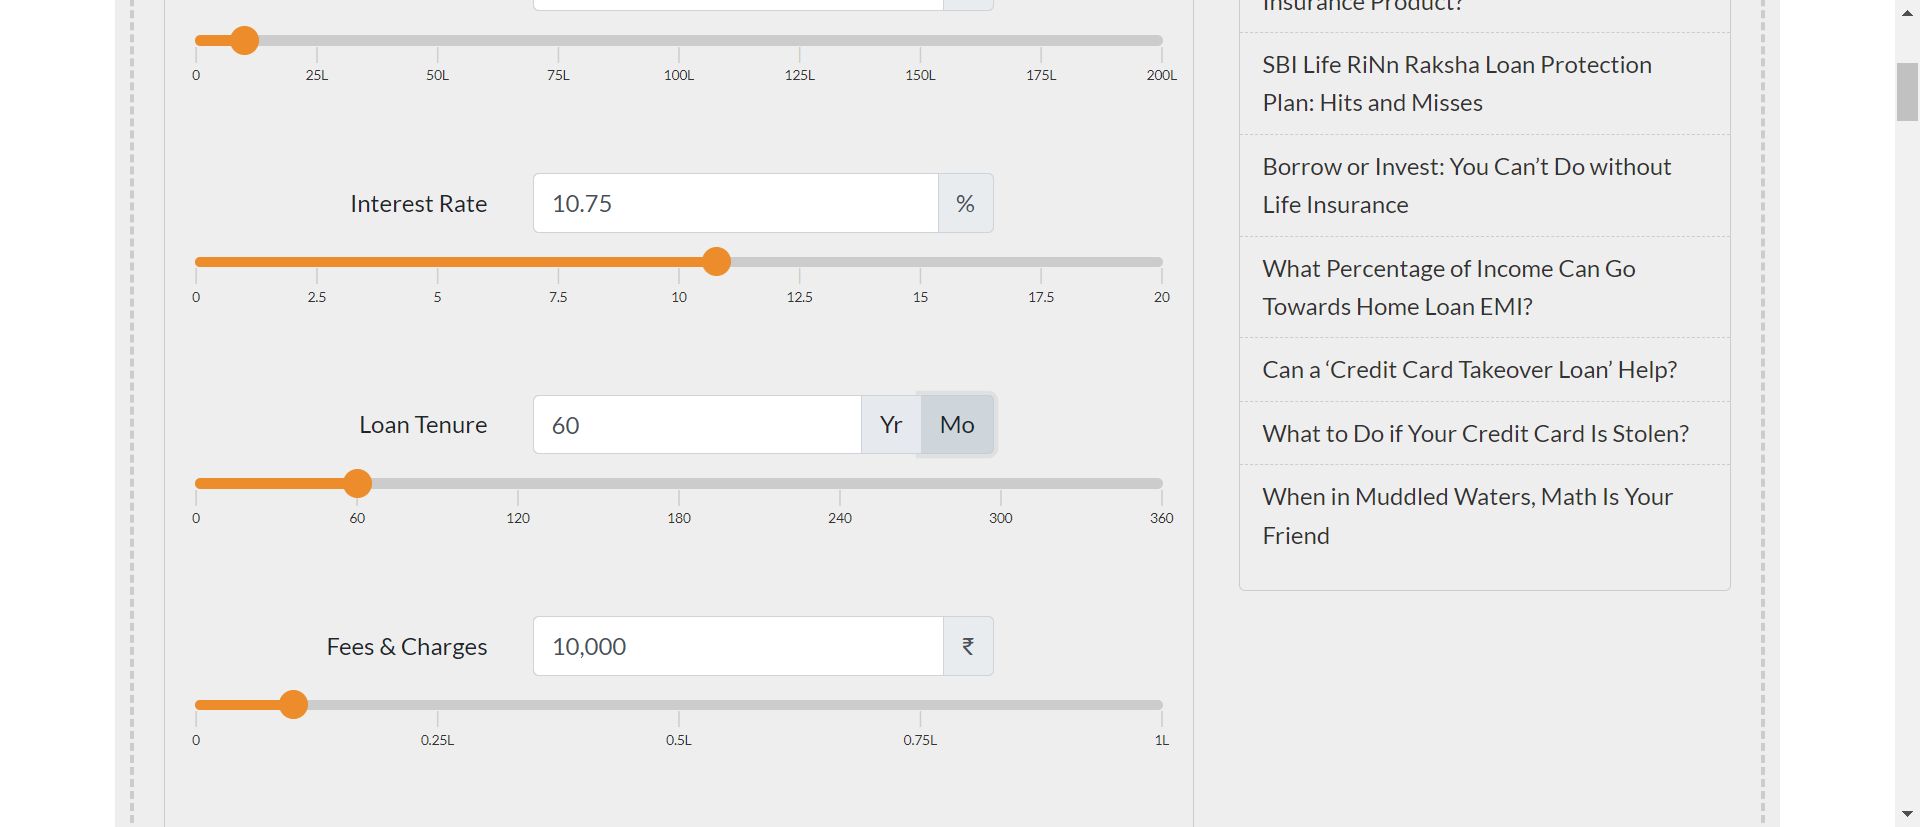 0 25L 50L 75L 100L 125L 150L 175L 200L
Interest Rate 10.75 %
0 2.5 5 7.5 10 12.5 15 17.5 20
Loan Tenure 60 Yr Mo
0 60 120 180 240 300 360
Fees & Charges 10,000 ₹
0 0.25L 0.5L 0.75L 1L
Insurance Product?
SBI Life RiNn Raksha Loan Protection
Plan: Hits and Misses
Borrow or Invest: You Can’t Do without
Life Insurance
What Percentage of Income Can Go
Towards Home Loan EMI?
Can a ‘Credit Card Takeover Loan’ Help?
What to Do if Your Credit Card Is Stolen?
When in Muddled Waters, Math Is Your
Friend